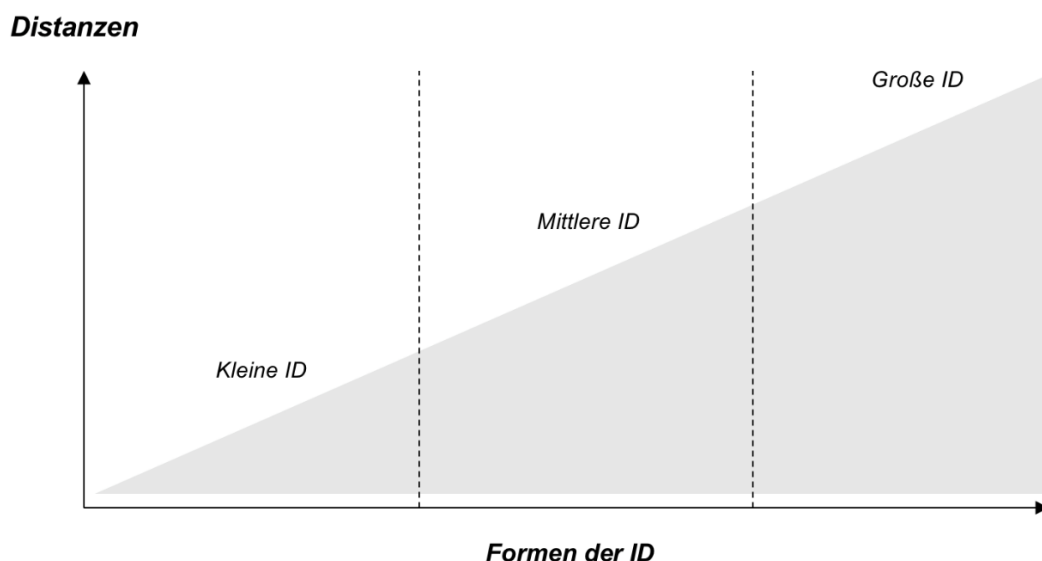 Distanzen
Große ID
Mittlere ID
Kleine ID
Formen der ID